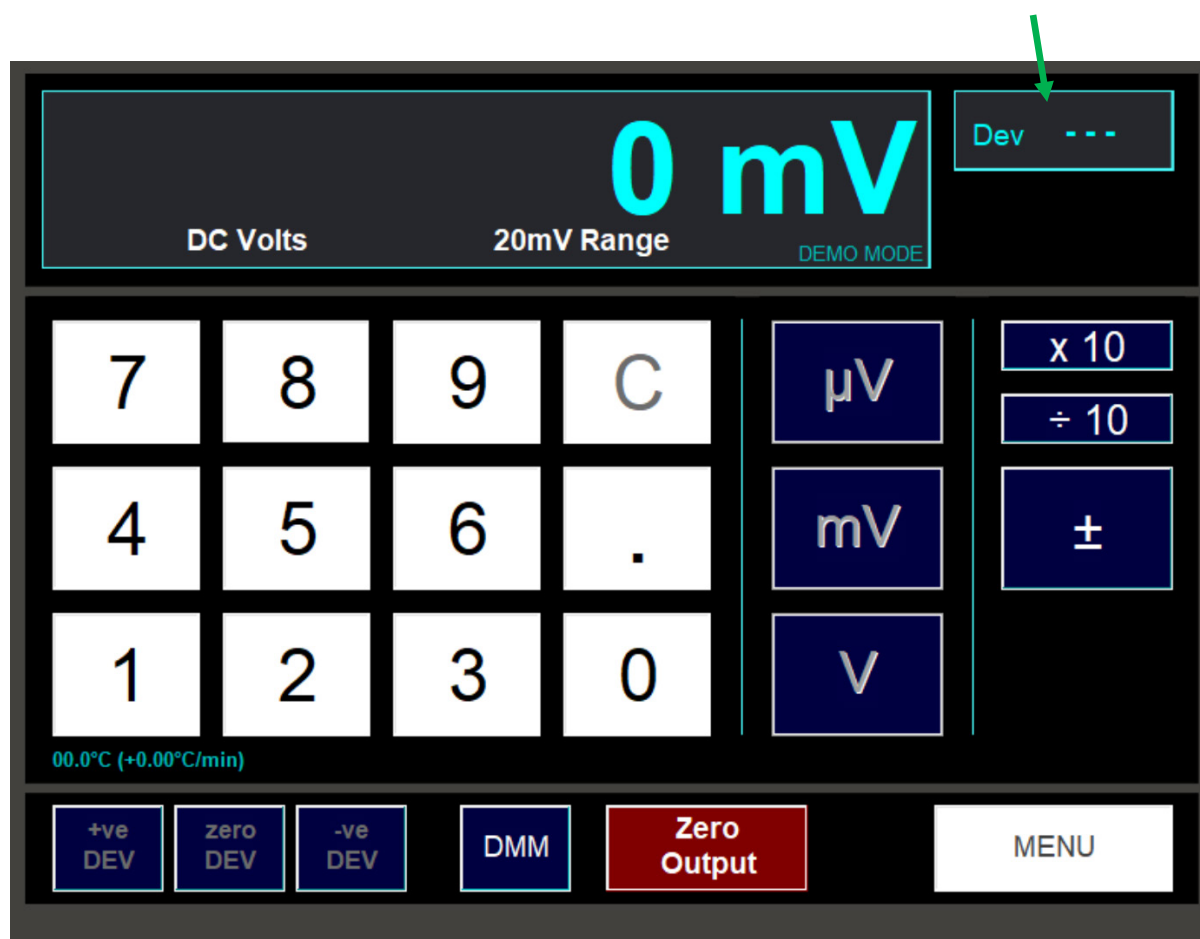 0 mV
Dev ---
DC Volts 20mV Range DEMO MODE
7 8 9 C µV x 10
÷ 10
4 5 6 . mV ±
1 2 3 0 V
00.0°C (+0.00°C/min)
+ve zero -ve Zero
DEV DEV DEV DMM Output MENU